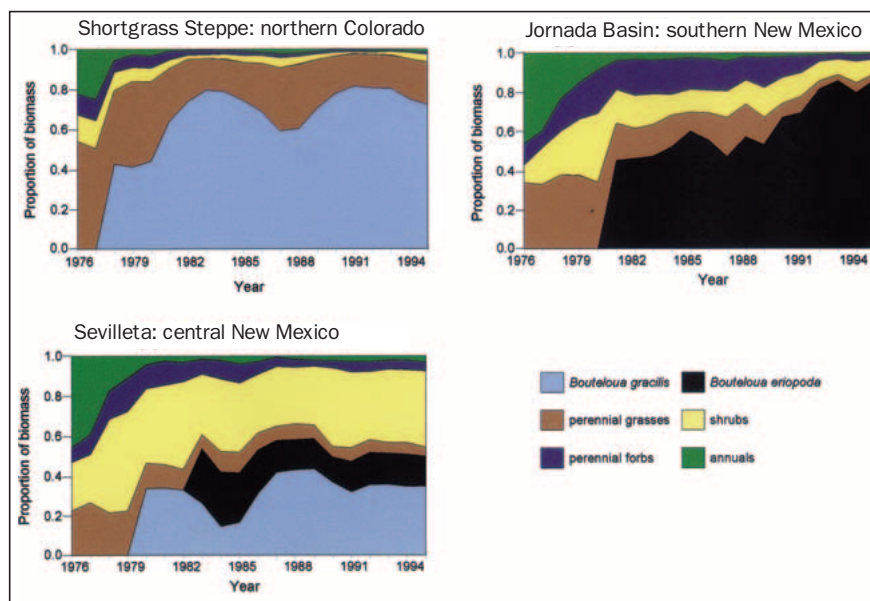 Shortgrass Steppe: northern Colorado
1.0
0.8
0.6
0.4
0.2
0.0
Proportion of biomass
1976 1979 1982 1985 1988 1991 1994
Year
Jornada Basin: southern New Mexico
1.0
0.8
0.6
0.4
0.2
0.0
Proportion of biomass
1976 1979 1982 1985 1988 1991 1994
Year
Sevilleta: central New Mexico
1.0
0.8
0.6
0.4
0.2
0.0
Proportion of biomass
1976 1979 1982 1985 1988 1991 1994
Year
Bouteloua gracilis
Bouteloua eriopoda
perennial grasses
shrubs
perennial forbs
annuals